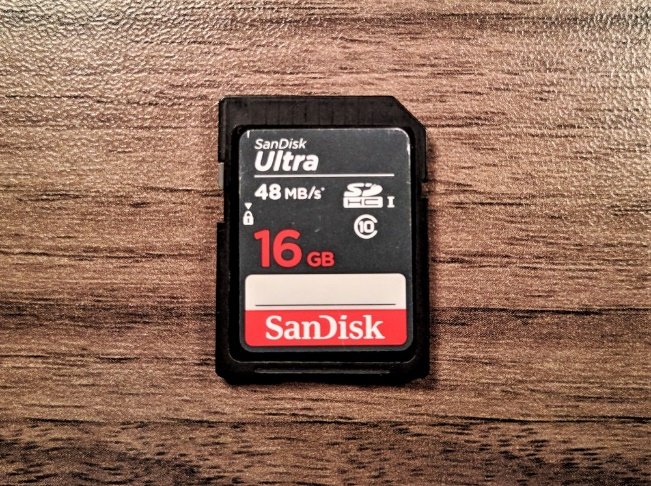 SanDisk
Ultra
48 MB/s*
SD
HC I
10
16 GB
SanDisk